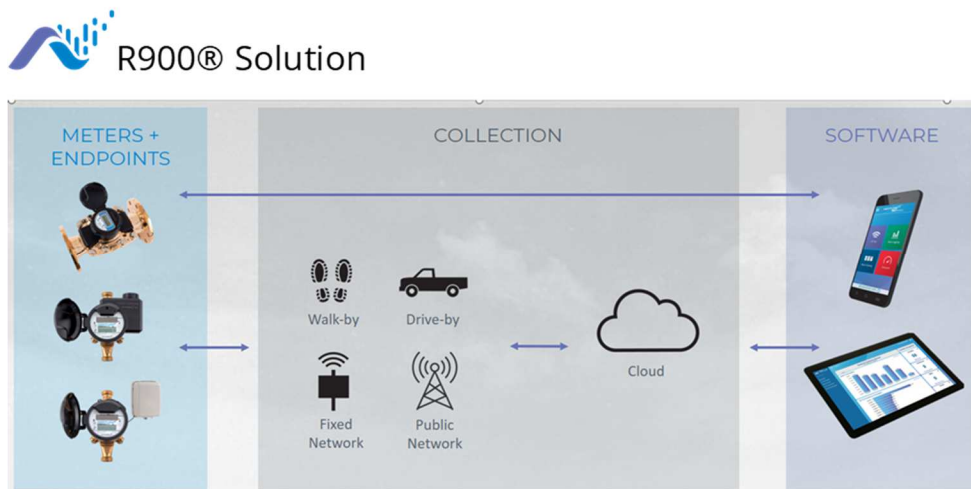 R900® Solution
METERS +
ENDPOINTS
COLLECTION
SOFTWARE
Walk-by
Drive-by
Cloud
Fixed
Network
Public
Network